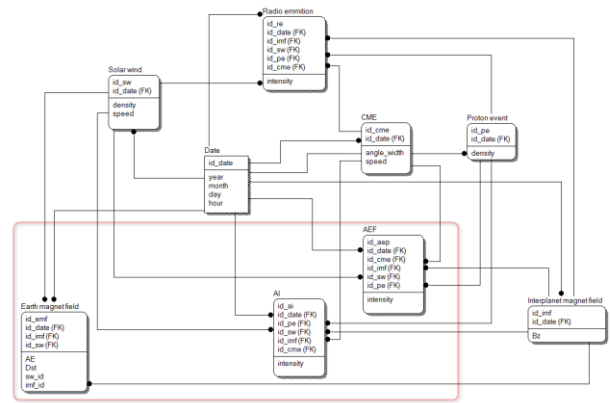 Radio emmition
id_re
id_date (FK)
id_imf (FK)
id_sw (FK)
id_pe (FK)
id_cme (FK)
intensity
Solar wind
id_sw
id_date (FK)
density
speed
CME
id_cme
id_date (FK)
angle_width
speed
Proton event
id_pe
id_date (FK)
density
Date
id_date
year
month
day
hour
AEF
id_aep
id_date (FK)
id_cme (FK)
id_imf (FK)
id_sw (FK)
id_pe (FK)
intensity
AI
id_ai
id_date (FK)
id_pe (FK)
id_sw (FK)
id_imf (FK)
id_cme (FK)
intensity
Earth magnet field
id_emf
id_date (FK)
id_imf (FK)
id_sw (FK)
AE
Dst
sw_id
imf_id
Interplanet magnet field
id_imf
id_date (FK)
Bz